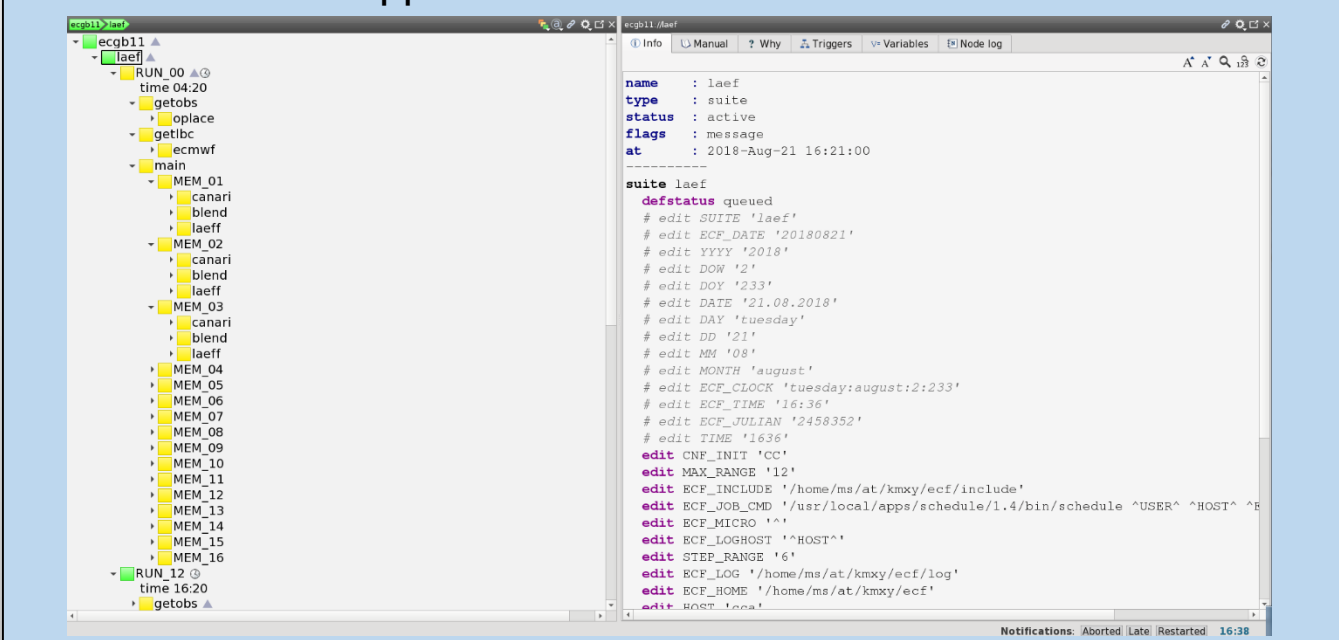 ecgb11 laef
ecgb11
laef
RUN_00
time 04:20
getobs
oplace
getlbc
ecmwf
main
MEM_01
canari
blend
laeff
MEM_02
canari
blend
laeff
MEM_03
canari
blend
laeff
MEM_04
MEM_05
MEM_06
MEM_07
MEM_08
MEM_09
MEM_10
MEM_11
MEM_12
MEM_13
MEM_14
MEM_15
MEM_16
RUN_12
time 16:20
getobs
ecgb11://laef
Info Manual ? Why Triggers Variables Node log
name : laef
type : suite
status : active
flags : message
at : 2018-Aug-21 16:21:00
----------
suite laef
defstatus queued
# edit SUITE 'laef'
# edit ECF_DATE '20180821'
# edit YYYY '2018'
# edit DOW '2'
# edit DOY '233'
# edit DATE '21.08.2018'
# edit DAY 'tuesday'
# edit DD '21'
# edit MM '08'
# edit MONTH 'august'
# edit ECF_CLOCK 'tuesday:august:2:233'
# edit ECF_TIME '16:36'
# edit ECF_JULIAN '2458352'
# edit TIME '1636'
edit CNF_INIT 'CC'
edit MAX_RANGE '12'
edit ECF_INCLUDE '/home/ms/at/kmxy/ecf/include'
edit ECF_JOB_CMD '/usr/local/apps/schedule/1.4/bin/schedule ^USER^ ^HOST^ ^E
edit ECF_MICRO '^'
edit ECF_LOGHOST '^HOST^'
edit STEP_RANGE '6'
edit ECF_LOG '/home/ms/at/kmxy/ecf/log'
edit ECF_HOME '/home/ms/at/kmxy/ecf'
edit HOST 'cca'
Notifications: Aborted Late Restarted 16:38